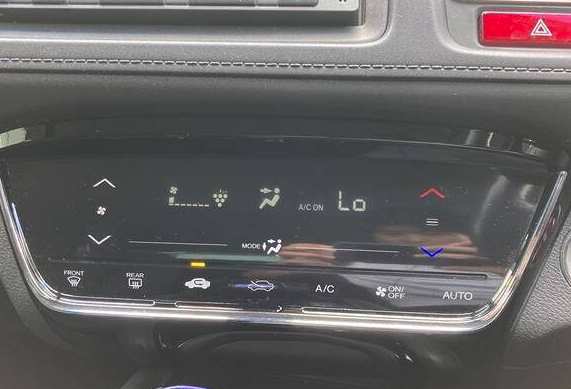 A/C ON Lo
MODE
FRONT REAR A/C ON/OFF AUTO